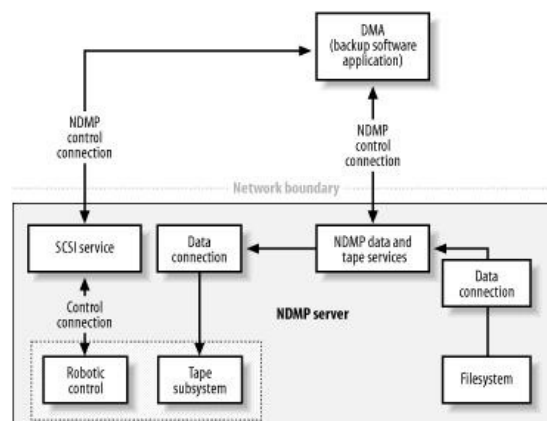 DMA
(backup software
application)
NDMP
control
connection
NDMP
control
connection
Network boundary
SCSI service
Data
connection
NDMP data and
tape services
Data
connection
Control
connection
NDMP server
Robotic
control
Tape
subsystem
Filesystem